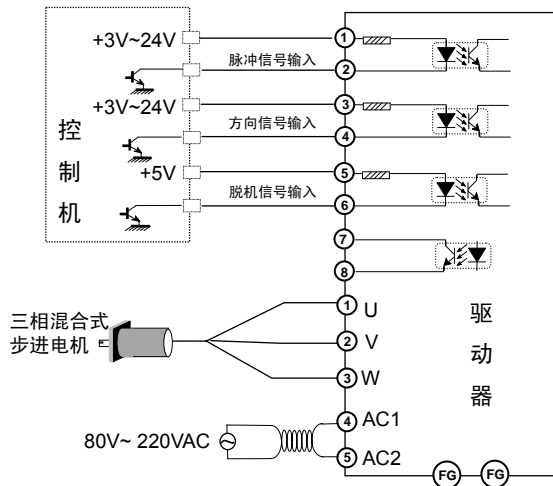 +3V~24V
脉冲信号输入
+3V~24V
方向信号输入
+5V
脱机信号输入
控制机
1
2
3
4
5
6
7
8
三相混合式
步进电机
1 U
2 V
3 W
4 AC1
5 AC2
80V~ 220VAC
驱动器
FG FG